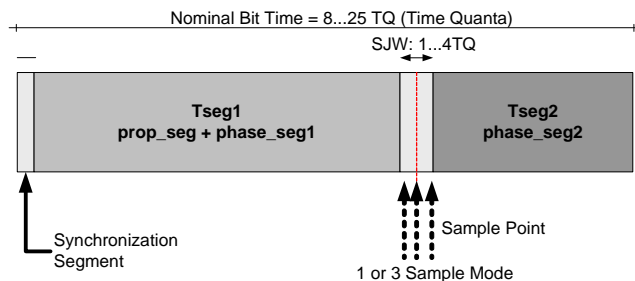 Nominal Bit Time = 8...25 TQ (Time Quanta)
SJW: 1...4TQ
Tseg1
prop_seg + phase_seg1
Tseg2
phase_seg2
Sample Point
Synchronization
Segment
1 or 3 Sample Mode